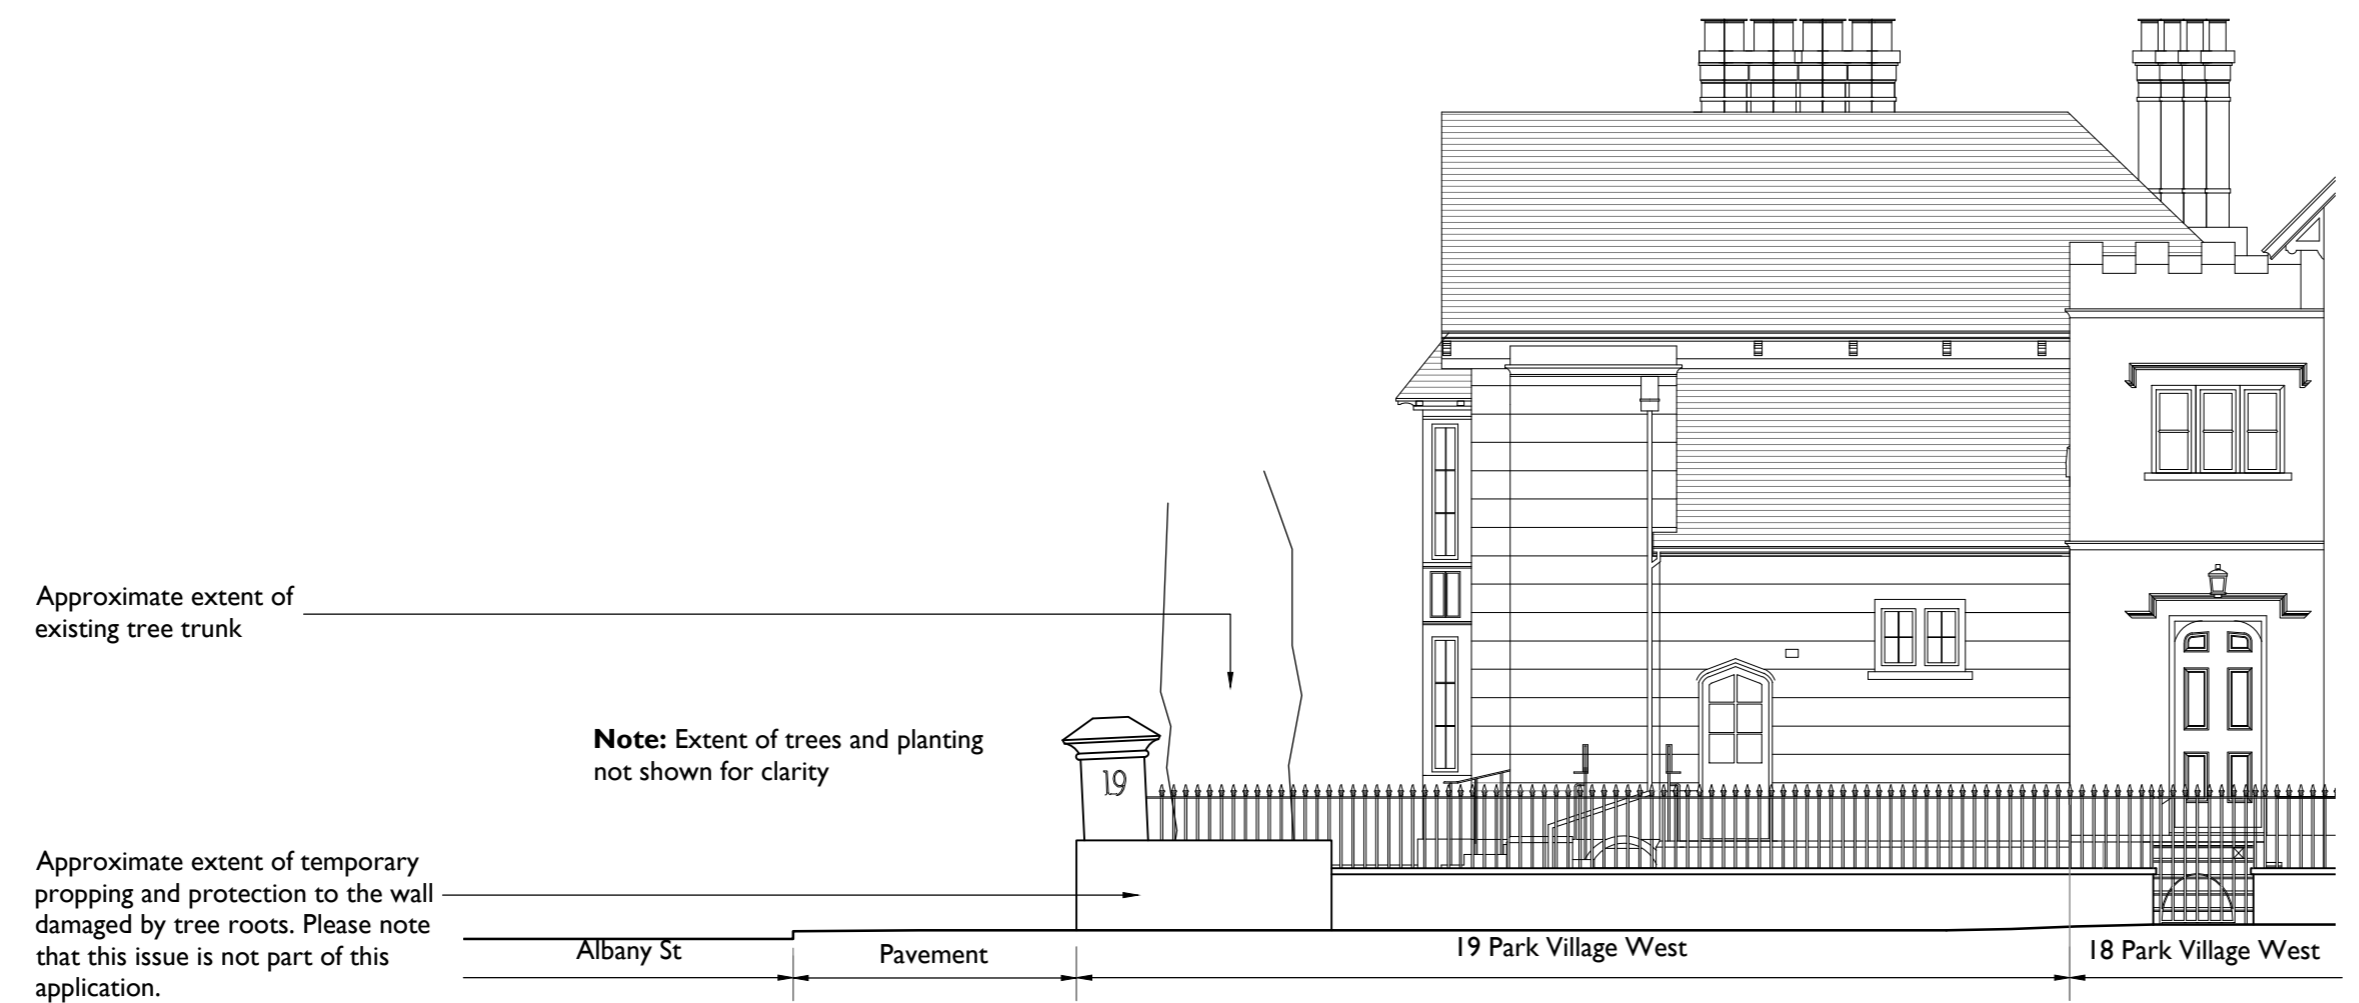 Approximate extent of
existing tree trunk
Note: Extent of trees and planting
not shown for clarity
19
Approximate extent of temporary
propping and protection to the wall
damaged by tree roots. Please note
that this issue is not part of this
application.
Albany St
Pavement
19 Park Village West
18 Park Village West